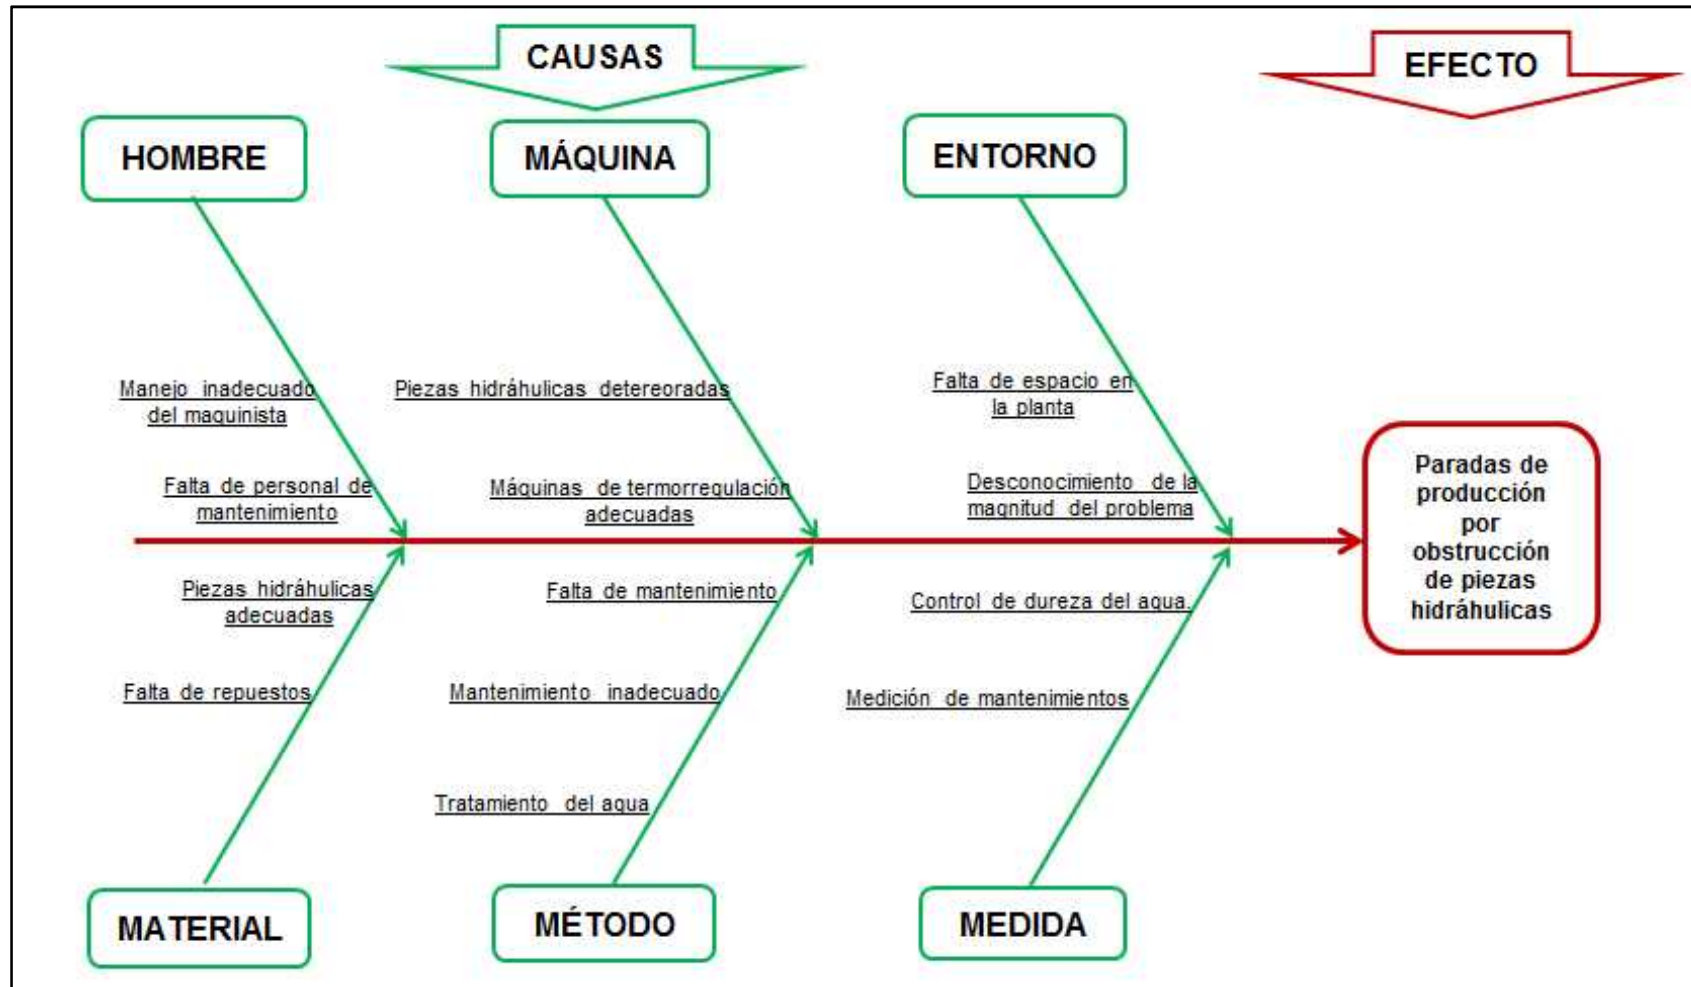 CAUSAS
EFECTO
HOMBRE
MÁQUINA
ENTORNO
Manejo inadecuado
del maquinista
Piezas hidráhulicas detereoradas
Falta de espacio en
la planta
Falta de personal de
mantenimiento
Máquinas de termorregulación
adecuadas
Desconocimiento de la
magnitud del problema
Paradas de
producción
por
obstrucción
de piezas
hidráhulicas
Piezas hidráhulicas
adecuadas
Falta de mantenimiento
Control de dureza del agua.
Falta de repuestos
Mantenimiento inadecuado
Medición de mantenimientos
Tratamiento del agua
MATERIAL
MÉTODO
MEDIDA